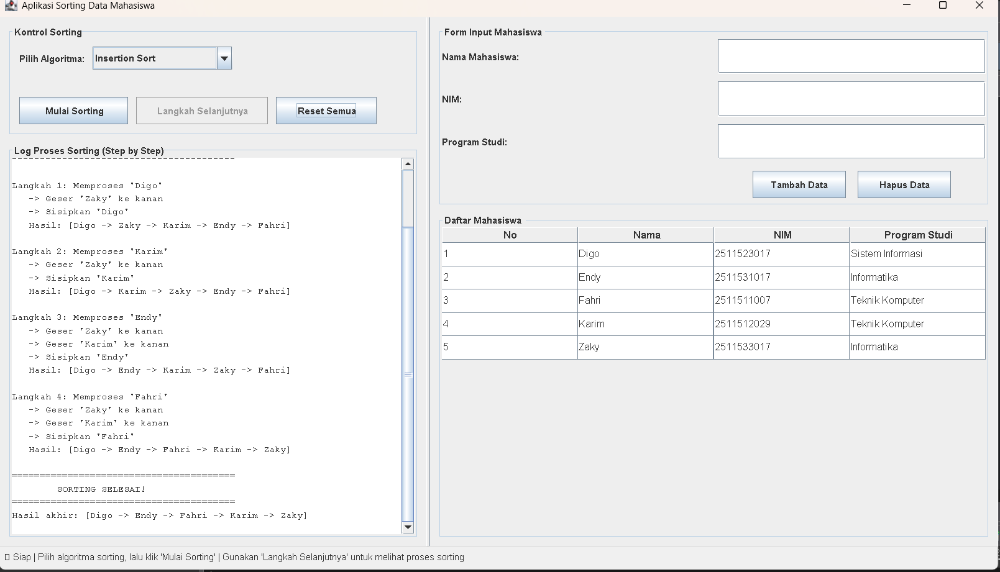 Aplikasi Sorting Data Mahasiswa
Kontrol Sorting
Pilih Algoritma: Insertion Sort
Mulai Sorting Langkah Selanjutnya Reset Semua
Log Proses Sorting (Step by Step)
----------------------------------------
Langkah 1: Memproses 'Digo'
-> Geser 'Zaky' ke kanan
-> Sisipkan 'Digo'
Hasil: [Digo -> Zaky -> Karim -> Endy -> Fahri]
Langkah 2: Memproses 'Karim'
-> Geser 'Zaky' ke kanan
-> Sisipkan 'Karim'
Hasil: [Digo -> Karim -> Zaky -> Endy -> Fahri]
Langkah 3: Memproses 'Endy'
-> Geser 'Zaky' ke kanan
-> Geser 'Karim' ke kanan
-> Sisipkan 'Endy'
Hasil: [Digo -> Endy -> Karim -> Zaky -> Fahri]
Langkah 4: Memproses 'Fahri'
-> Geser 'Zaky' ke kanan
-> Geser 'Karim' ke kanan
-> Sisipkan 'Fahri'
Hasil: [Digo -> Endy -> Fahri -> Karim -> Zaky]
========================================
SORTING SELESAI!
========================================
Hasil akhir: [Digo -> Endy -> Fahri -> Karim -> Zaky]
Form Input Mahasiswa
Nama Mahasiswa:
NIM:
Program Studi:
Tambah Data Hapus Data
Daftar Mahasiswa
No Nama NIM Program Studi
1 Digo 2511523017 Sistem Informasi
2 Endy 2511531017 Informatika
3 Fahri 2511511007 Teknik Komputer
4 Karim 2511512029 Teknik Komputer
5 Zaky 2511533017 Informatika
Siap | Pilih algoritma sorting, lalu klik 'Mulai Sorting' | Gunakan 'Langkah Selanjutnya' untuk melihat proses sorting